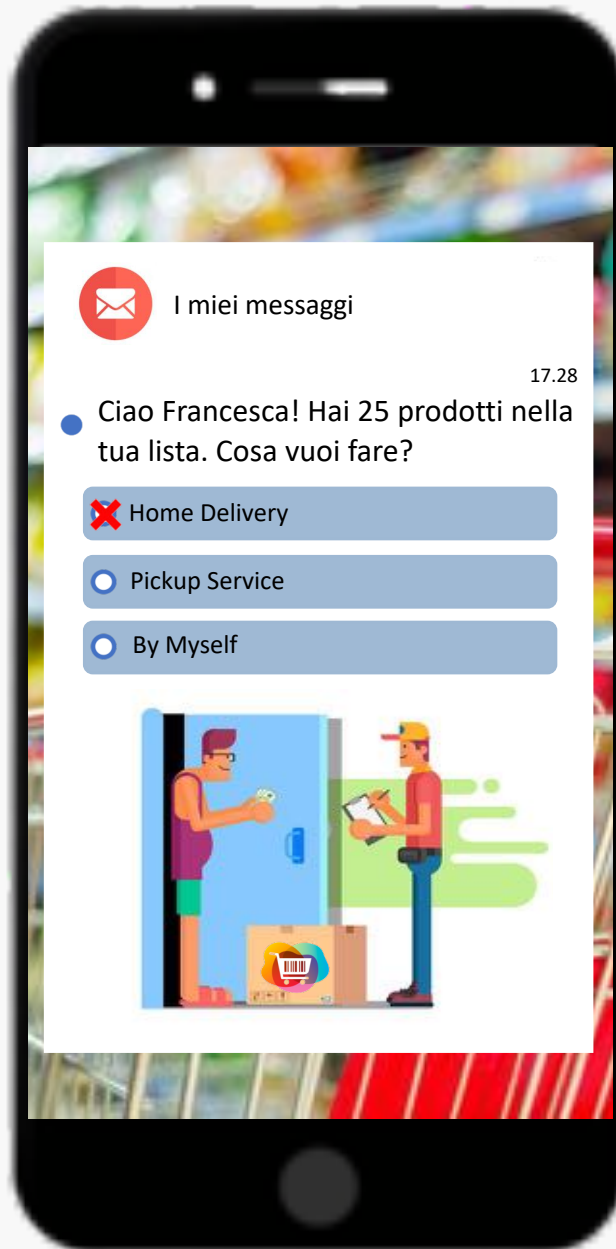 I miei messaggi
17.28
Ciao Francesca! Hai 25 prodotti nella
tua lista. Cosa vuoi fare?
Home Delivery
Pickup Service
By Myself